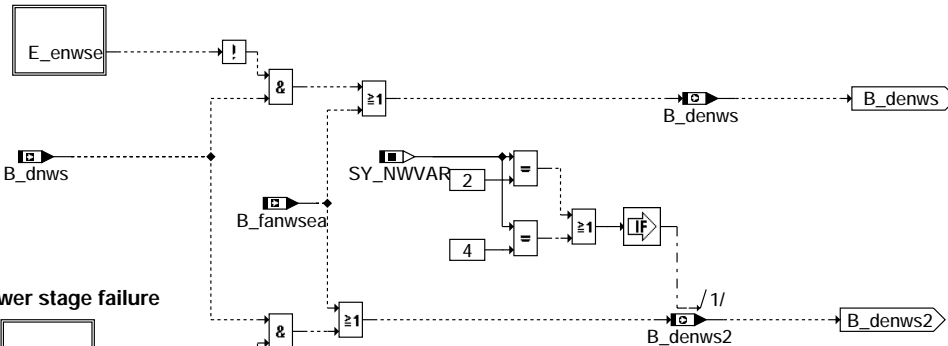 E_enwse
!
&
≥1
B_denws
B_denws
B_dnws
SY_NWVAR
2
=
B_fanwsea
≥1
IF
4
=
wer stage failure
/1/
&
≥1
B_denws2
B_denws2